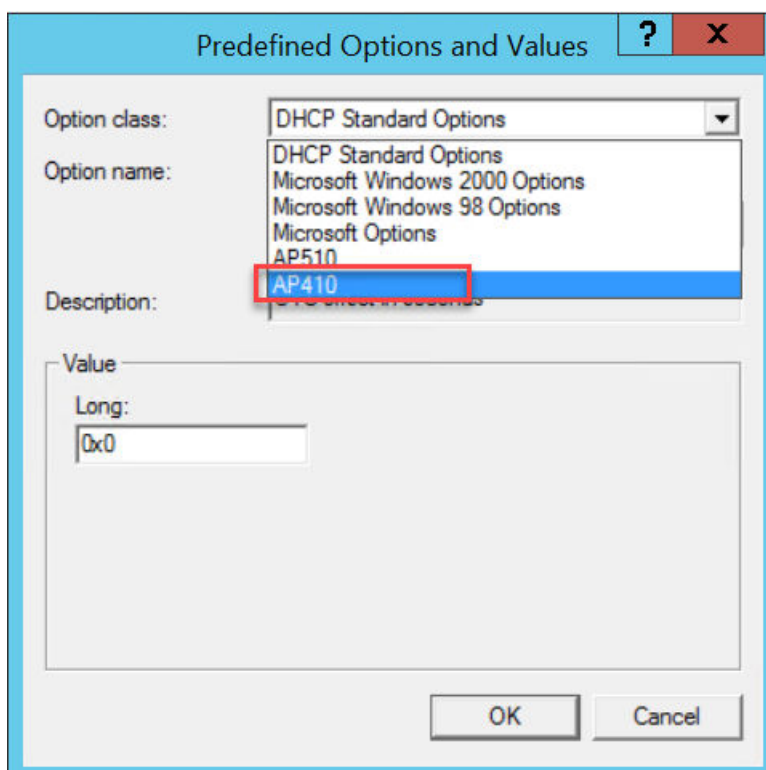 Predefined Options and Values
?
X
Option class:
DHCP Standard Options
DHCP Standard Options
Option name:
Microsoft Windows 2000 Options
Microsoft Windows 98 Options
Microsoft Options
AP510
AP410
Description:
Value
Long:
0x0
OK
Cancel